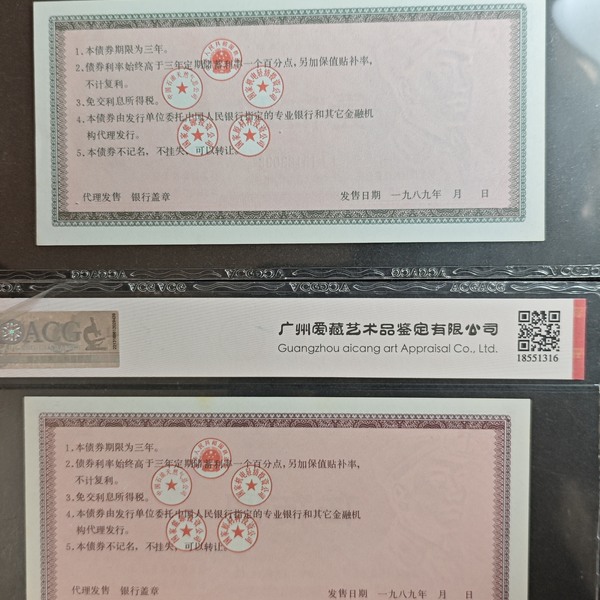 1. 本债券期限为三年。
2. 债券利率始终高于三年定期储蓄利率一个百分点，另加保值贴补率，
不计复利。
3. 免交利息所得税。
4. 本债券由发行单位委托中国人民银行指定的专业银行和其它金融机
构代理发行。
5. 本债券不记名，不挂失，可以转让。
代理发售 银行盖章 发售日期 一九八九年 月 日
ACG
广州爱藏艺术品鉴定有限公司
Guangzhou aicang art Appraisal Co., Ltd.
18551316
1. 本债券期限为三年。
2. 债券利率始终高于三年定期储蓄利率一个百分点，另加保值贴补率，
不计复利。
3. 免交利息所得税。
4. 本债券由发行单位委托中国人民银行指定的专业银行和其它金融机
构代理发行。
5. 本债券不记名，不挂失，可以转让。
代理发售 银行盖章 发售日期 一九八九年 月 日